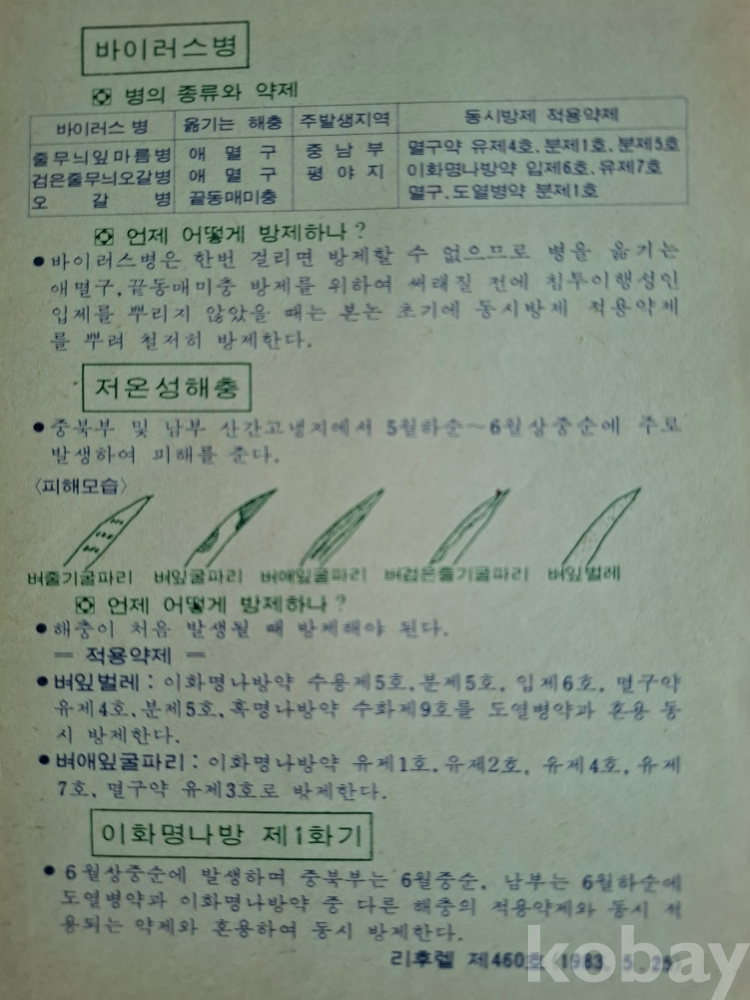 바이러스병
병의 종류와 약제
바이러스 병 옮기는 해충 주발생지역 동시방제 적용약제
줄무늬잎마름병 애 멸 구 중 남 부 멸구약 유제4호, 분제1호, 분제5호
검은줄무늬오갈병 애 멸 구 평 야 지 이화명나방약 입제6호, 유제7호
오 갈 병 끝동매미충 멸구, 도열병약 분제1호
언제 어떻게 방제하나?
● 바이러스병은 한번 걸리면 방제할 수 없으므로 병을 옮기는
애멸구, 끝동매미충 방제를 위하여 써래질 전에 침투이행성인
입제를 뿌리지 않았을 때는 본논 초기에 동시방제 적용약제
를 뿌려 철저히 방제한다.
저온성해충
● 중북부 및 남부 산간고냉지에서 5월하순~6월상중순에 주로
발생하여 피해를 준다.
〈피해모습〉
벼줄기굴파리 벼잎굴파리 벼애잎굴파리 벼검은줄기굴파리 벼잎벌레
언제 어떻게 방제하나?
● 해충이 처음 발생될 때 방제해야 된다.
= 적용약제 =
● 벼잎벌레 : 이화명나방약 수용제5호, 분제5호, 입제6호, 멸구약
유제4호, 분제5호, 혹명나방약 수화제9호를 도열병약과 혼용 동
시 방제한다.
● 벼애잎굴파리 : 이화명나방약 유제1호, 유제2호, 유제4호, 유제
7호, 멸구약 유제3호로 방제한다.
이화명나방 제1화기
● 6월상중순에 발생하며 중북부는 6월중순, 남부는 6월하순에
도열병약과 이화명나방약 중 다른 해충의 적용약제와 동시 적
용되는 약제와 혼용하여 동시 방제한다.
리후렡 제460호 (1983. 5. 25)
kobay